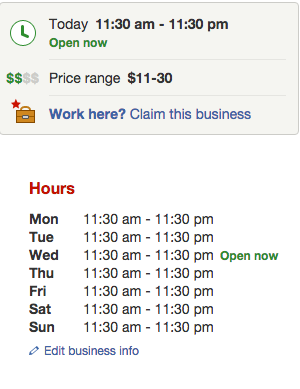 Today 11:30 am - 11:30 pm
Open now
$$$$ Price range $11-30
Work here? Claim this business
Hours
Mon 11:30 am - 11:30 pm
Tue 11:30 am - 11:30 pm
Wed 11:30 am - 11:30 pm Open now
Thu 11:30 am - 11:30 pm
Fri 11:30 am - 11:30 pm
Sat 11:30 am - 11:30 pm
Sun 11:30 am - 11:30 pm
Edit business info